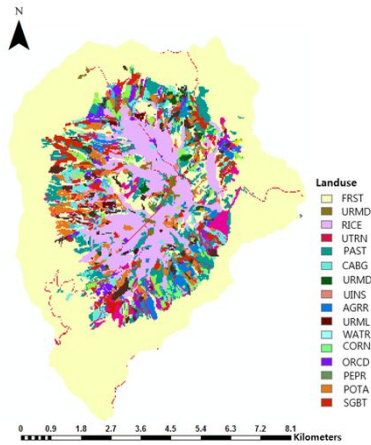 N
Landuse
FRST
URMD
RICE
UTRN
PAST
CABG
URMD
UINS
AGRR
URML
WATR
CORN
ORCD
PEPR
POTA
SGBT
0 0.9 1.8 2.7 3.6 4.5 5.4 6.3 7.2 8.1
Kilometers